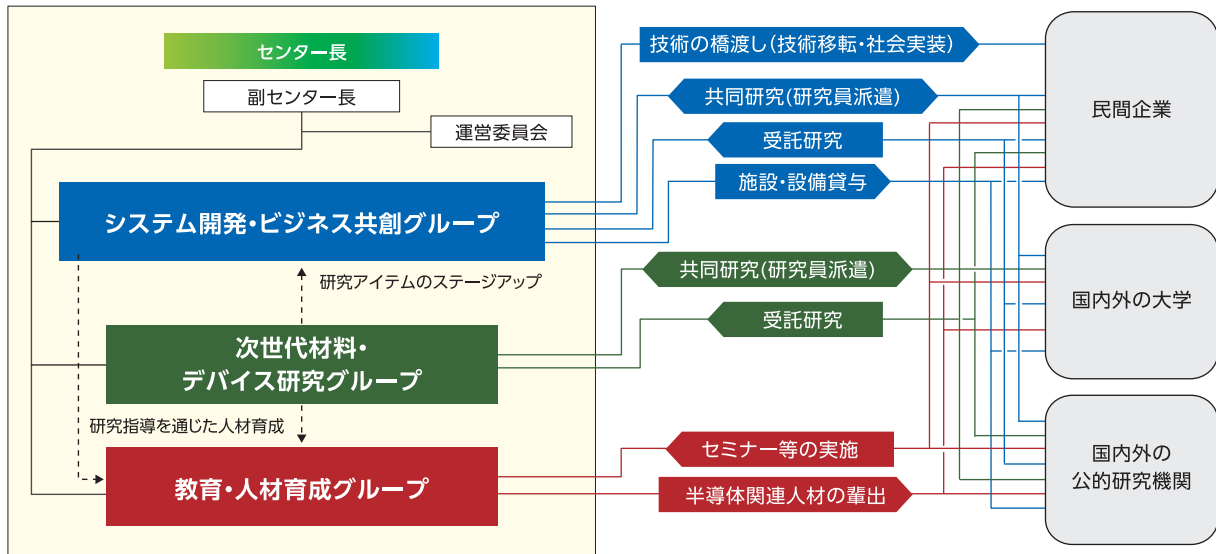 センター長
副センター長
運営委員会
システム開発・ビジネス共創グループ
研究アイテムのステージアップ
次世代材料・
デバイス研究グループ
研究指導を通じた人材育成
教育・人材育成グループ
技術の橋渡し(技術移転・社会実装)
共同研究(研究員派遣)
受託研究
施設・設備貸与
共同研究(研究員派遣)
受託研究
セミナー等の実施
半導体関連人材の輩出
民間企業
国内外の大学
国内外の
公的研究機関